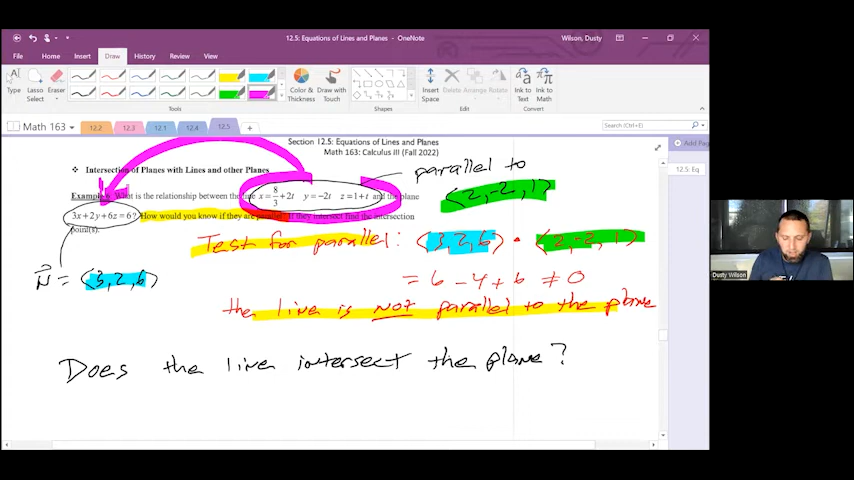 12.5: Equations of Lines and Planes - OneNote
Wilson, Dusty
File Home Insert Draw History Review View
Type
Lasso Select
Eraser
Color & Thickness
Draw with Touch
Insert Space
Delete
Arrange
Ink to Text
Ink to Math
Tools
Shapes
Math 163
12.2 12.3 12.1 12.4 12.5 +
Search (Ctrl+E)
Add Page
12.5: Eq
Section 12.5: Equations of Lines and Planes
Math 163: Calculus III (Fall 2022)
❖ Intersection of Planes with Lines and other Planes
parallel to
⟨2,-2,1⟩
What is the relationship between the line x = 8/3 + 2t y = -2t z = 1 + t and the plane
3x + 2y + 6z = 6? How would you know if they are parallel? If they intersect find the intersection
point(s).
Test for parallel: ⟨3,2,6⟩ • ⟨2,-2,1⟩
N = ⟨3,2,6⟩
= 6 - 4 + 6 ≠ 0
the line is not parallel to the plane
Does the line intersect the plane?
Dusty Wilson